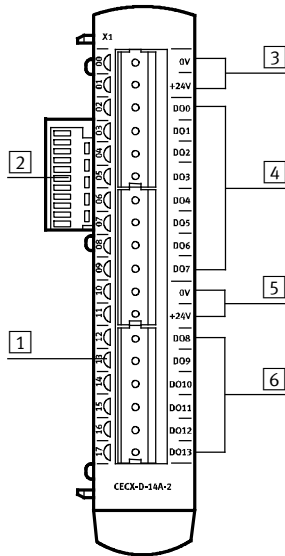 X1
00 0V 3
01 +24V
02 DO0
03 DO1
2 04 DO2
05 DO3 4
06 DO4
07 DO5
08 DO6
09 DO7
10 0V 5
11 +24V
1 12 DO8
13 DO9
14 DO10 6
15 DO11
16 DO12
17 DO13
CECX-D-14A-2